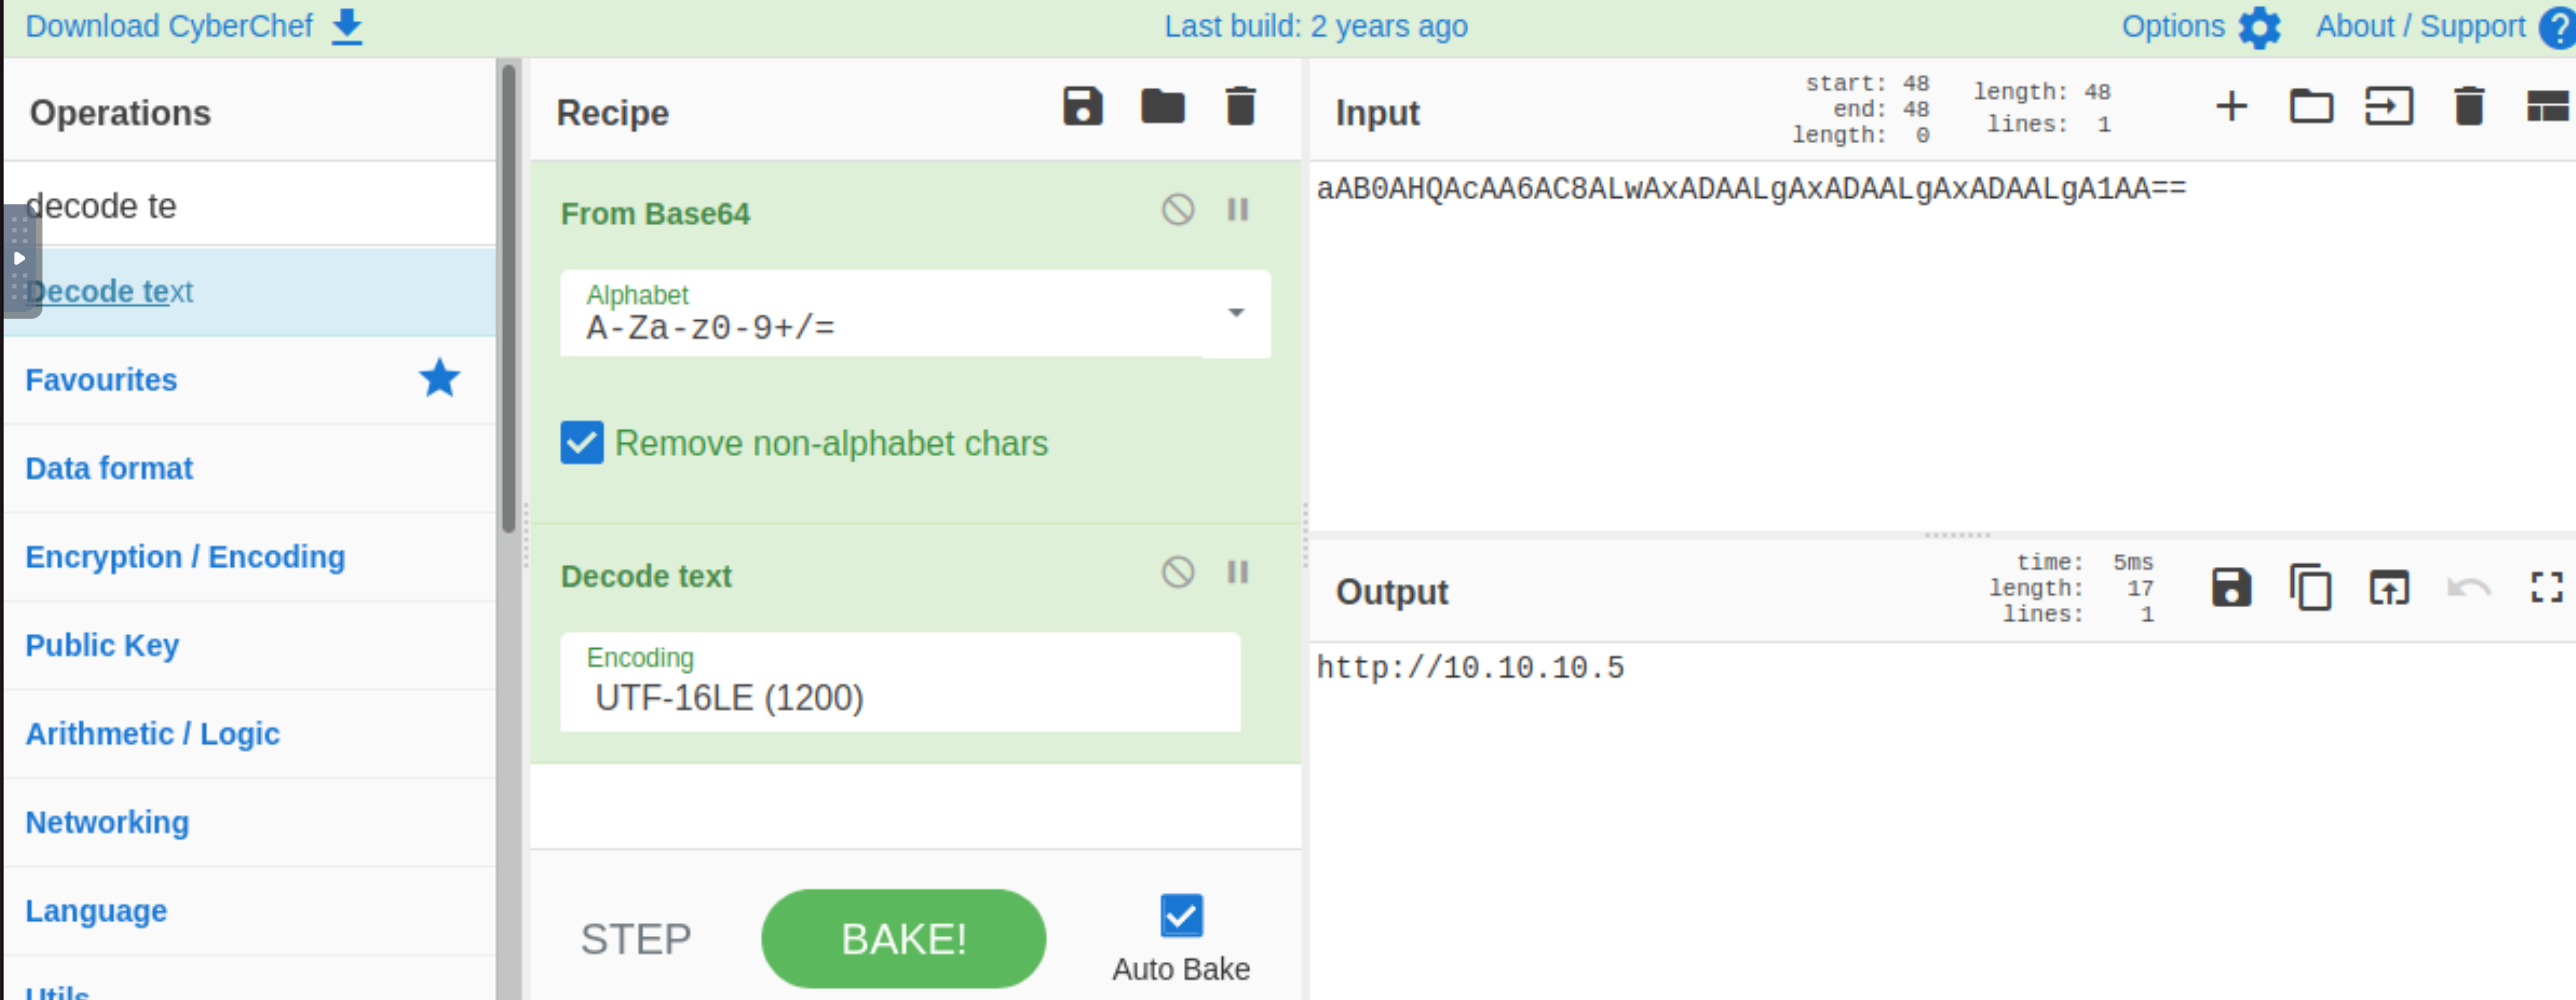 Download CyberChef
Last build: 2 years ago
Options
About / Support
Operations
decode te
Decode text
Favourites
Data format
Encryption / Encoding
Public Key
Arithmetic / Logic
Networking
Language
Utils
Recipe
From Base64
Alphabet
A-Za-z0-9+/=
Remove non-alphabet chars
Decode text
Encoding
UTF-16LE (1200)
STEP
BAKE!
Auto Bake
Input
start: 48
end: 48
length: 0
length: 48
lines: 1
aAB0AHQAcAA6AC8ALwAxADAALgAxADAALgAxADAALgA1AA==
Output
time: 5ms
length: 17
lines: 1
http://10.10.10.5